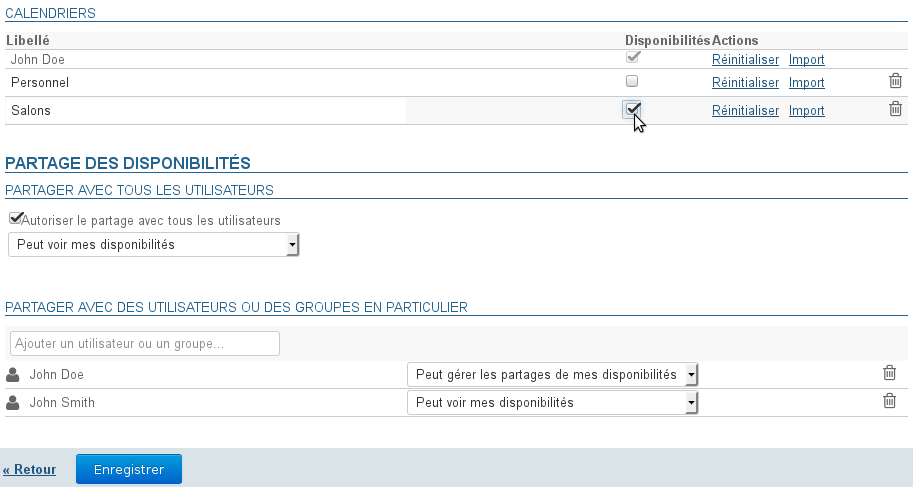 CALENDRIERS
Libellé Disponibilités Actions
John Doe Réinitialiser Import
Personnel Réinitialiser Import
Salons Réinitialiser Import
PARTAGE DES DISPONIBILITÉS
PARTAGER AVEC TOUS LES UTILISATEURS
Autoriser le partage avec tous les utilisateurs
Peut voir mes disponibilités
PARTAGER AVEC DES UTILISATEURS OU DES GROUPES EN PARTICULIER
Ajouter un utilisateur ou un groupe...
John Doe Peut gérer les partages de mes disponibilités
John Smith Peut voir mes disponibilités
« Retour Enregistrer